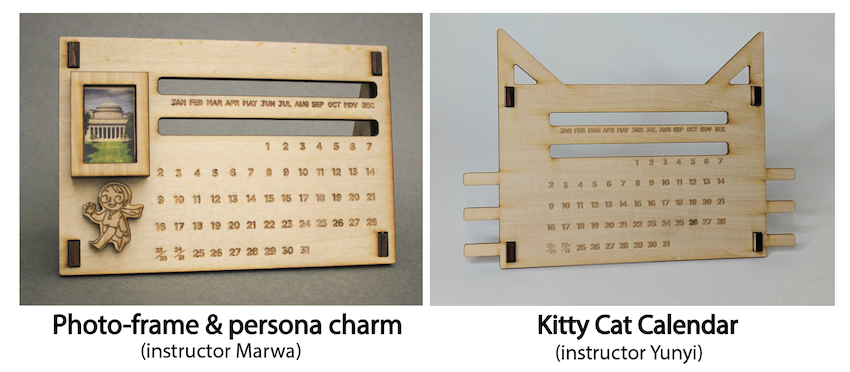 JAN FEB MAR APR MAY JUN JUL AUG SEP OCT NOV DEC
1 2 3 4 5 6 7
2 3 4 5 6 7 8 9 10 11 12 13 14
9 10 11 12 13 14 15 16 17 18 19 20 21
16 17 18 19 20 21 22 23 24 25 26 27 28
23/30 24/31 25 26 27 28 29 30 31
Photo-frame & persona charm
(instructor Marwa)
JAN FEB MAR APR MAY JUN JUL AUG SEP OCT NOV DEC
1 2 3 4 5 6 7
2 3 4 5 6 7 8 9 10 11 12 13 14
9 10 11 12 13 14 15 16 17 18 19 20 21
16 17 18 19 20 21 22 23 24 25 26 27 28
25 26 27 28 29 30 31
Kitty Cat Calendar
(instructor Yunyi)